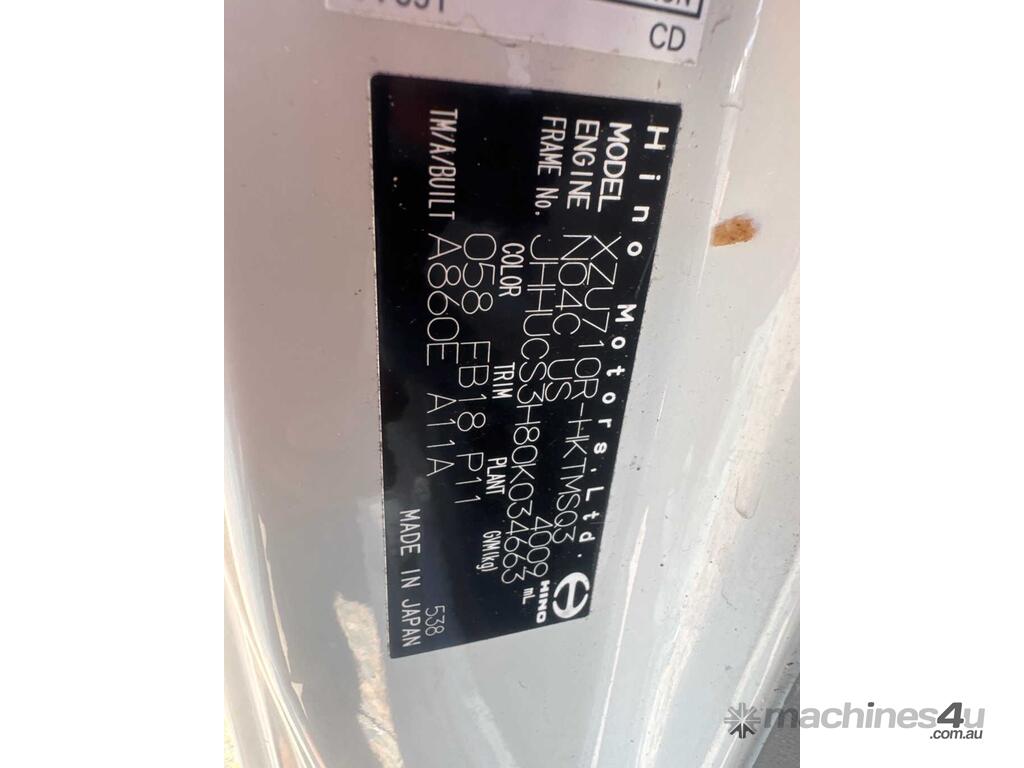 CD
Hino Motors.Ltd.
MODEL XZU710R-HKTMSQ3
ENGINE N04C US 4009 mL
FRAME No. JHHUCS3H80K034663
COLOR TRIM PLANT GVM(kg)
058 FB18 P11
TM/A/BUILT A860E A11A
HINO
538
MADE IN JAPAN
machines4u
.com.au